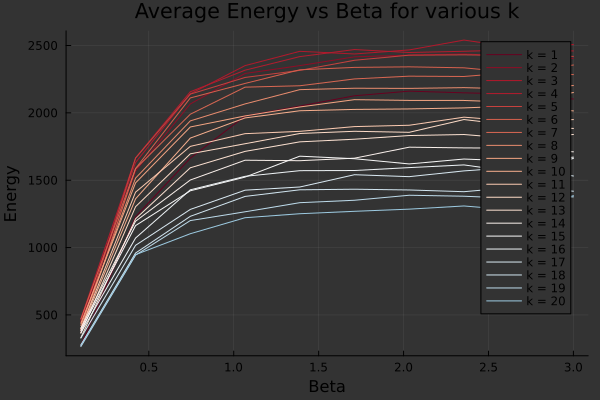 Average Energy vs Beta for various k
2500
2000
1500
1000
500
Energy
0.5
1.0
1.5
2.0
2.5
3.0
Beta
k = 1
k = 2
k = 3
k = 4
k = 5
k = 6
k = 7
k = 8
k = 9
k = 10
k = 11
k = 12
k = 13
k = 14
k = 15
k = 16
k = 17
k = 18
k = 19
k = 20